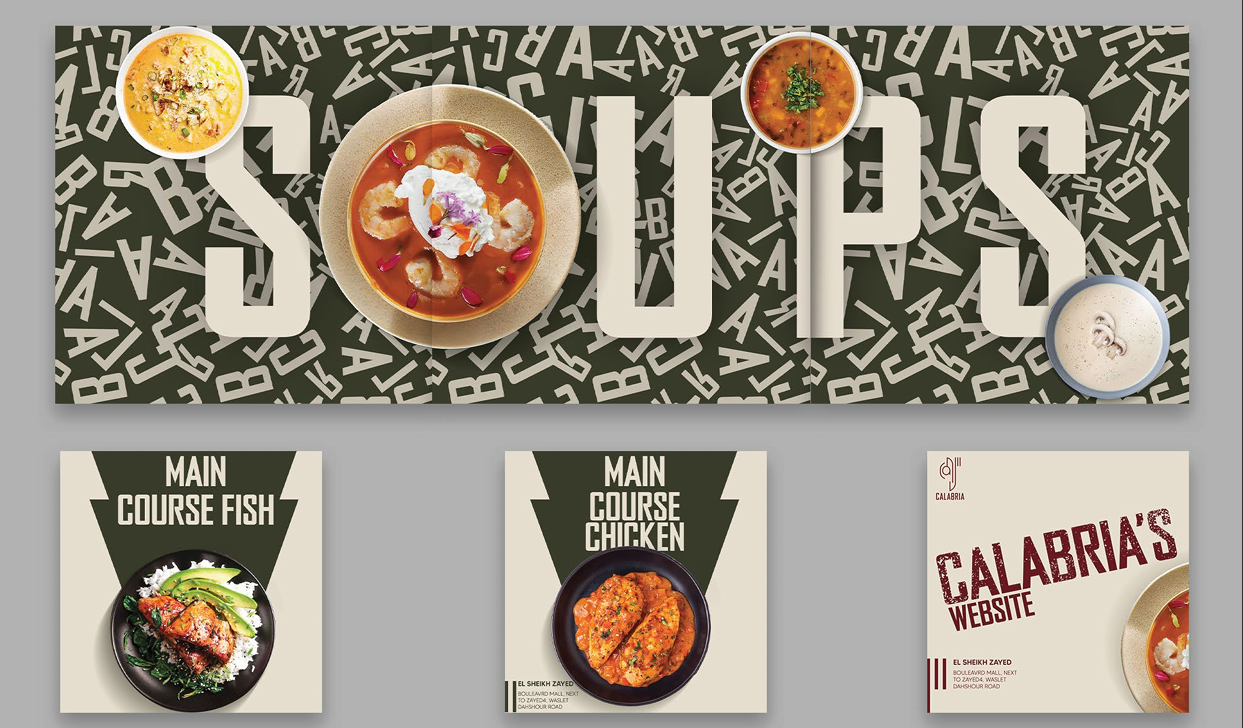 SOUPS
MAIN
COURSE FISH
MAIN
COURSE
CHICKEN
EL SHEIKH ZAYED
BOULEAVRD MALL, NEXT
TO ZAYED4, WASLET
DAHSHOUR ROAD
CALABRIA
CALABRIA'S
WEBSITE
EL SHEIKH ZAYED
BOULEAVRD MALL, NEXT
TO ZAYED4, WASLET
DAHSHOUR ROAD